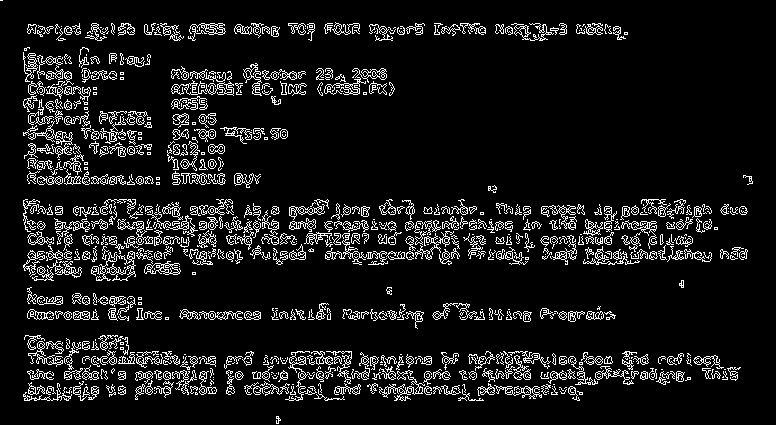 Market Pulse List ARSS Among TOP FOUR Movers In The Next 1-3 Weeks.
Stock in Play!
Trade Date: Monday, October 23, 2006
Company: AMEROSSI EC INC (ARSS.PK)
Ticker: ARSS
Current Price: $2.05
5-Day Target: $4.00 - $5.50
3-Week Target: $12.00
Rating: 10(10)
Recommendation: STRONG BUY
This quick rising stock is a good long term winner. This stock is going high due
to superb business solutions and creative partnerships in the business world.
Could this company be the next PFIZER? We expect it will continue to climb
especially after "Market Pulses" announcement on Friday. Just read what they had
to say about ARSS .
News Release:
Amerossi EC Inc. Announces Initial Marketing of Drilling Programs
Conclusion:
These recommendations are investment opinions of Market-Pulse.com and reflect
the stock's potential to move over the next one to three weeks of trading. This
analysis is done from a technical and fundamental perspective.